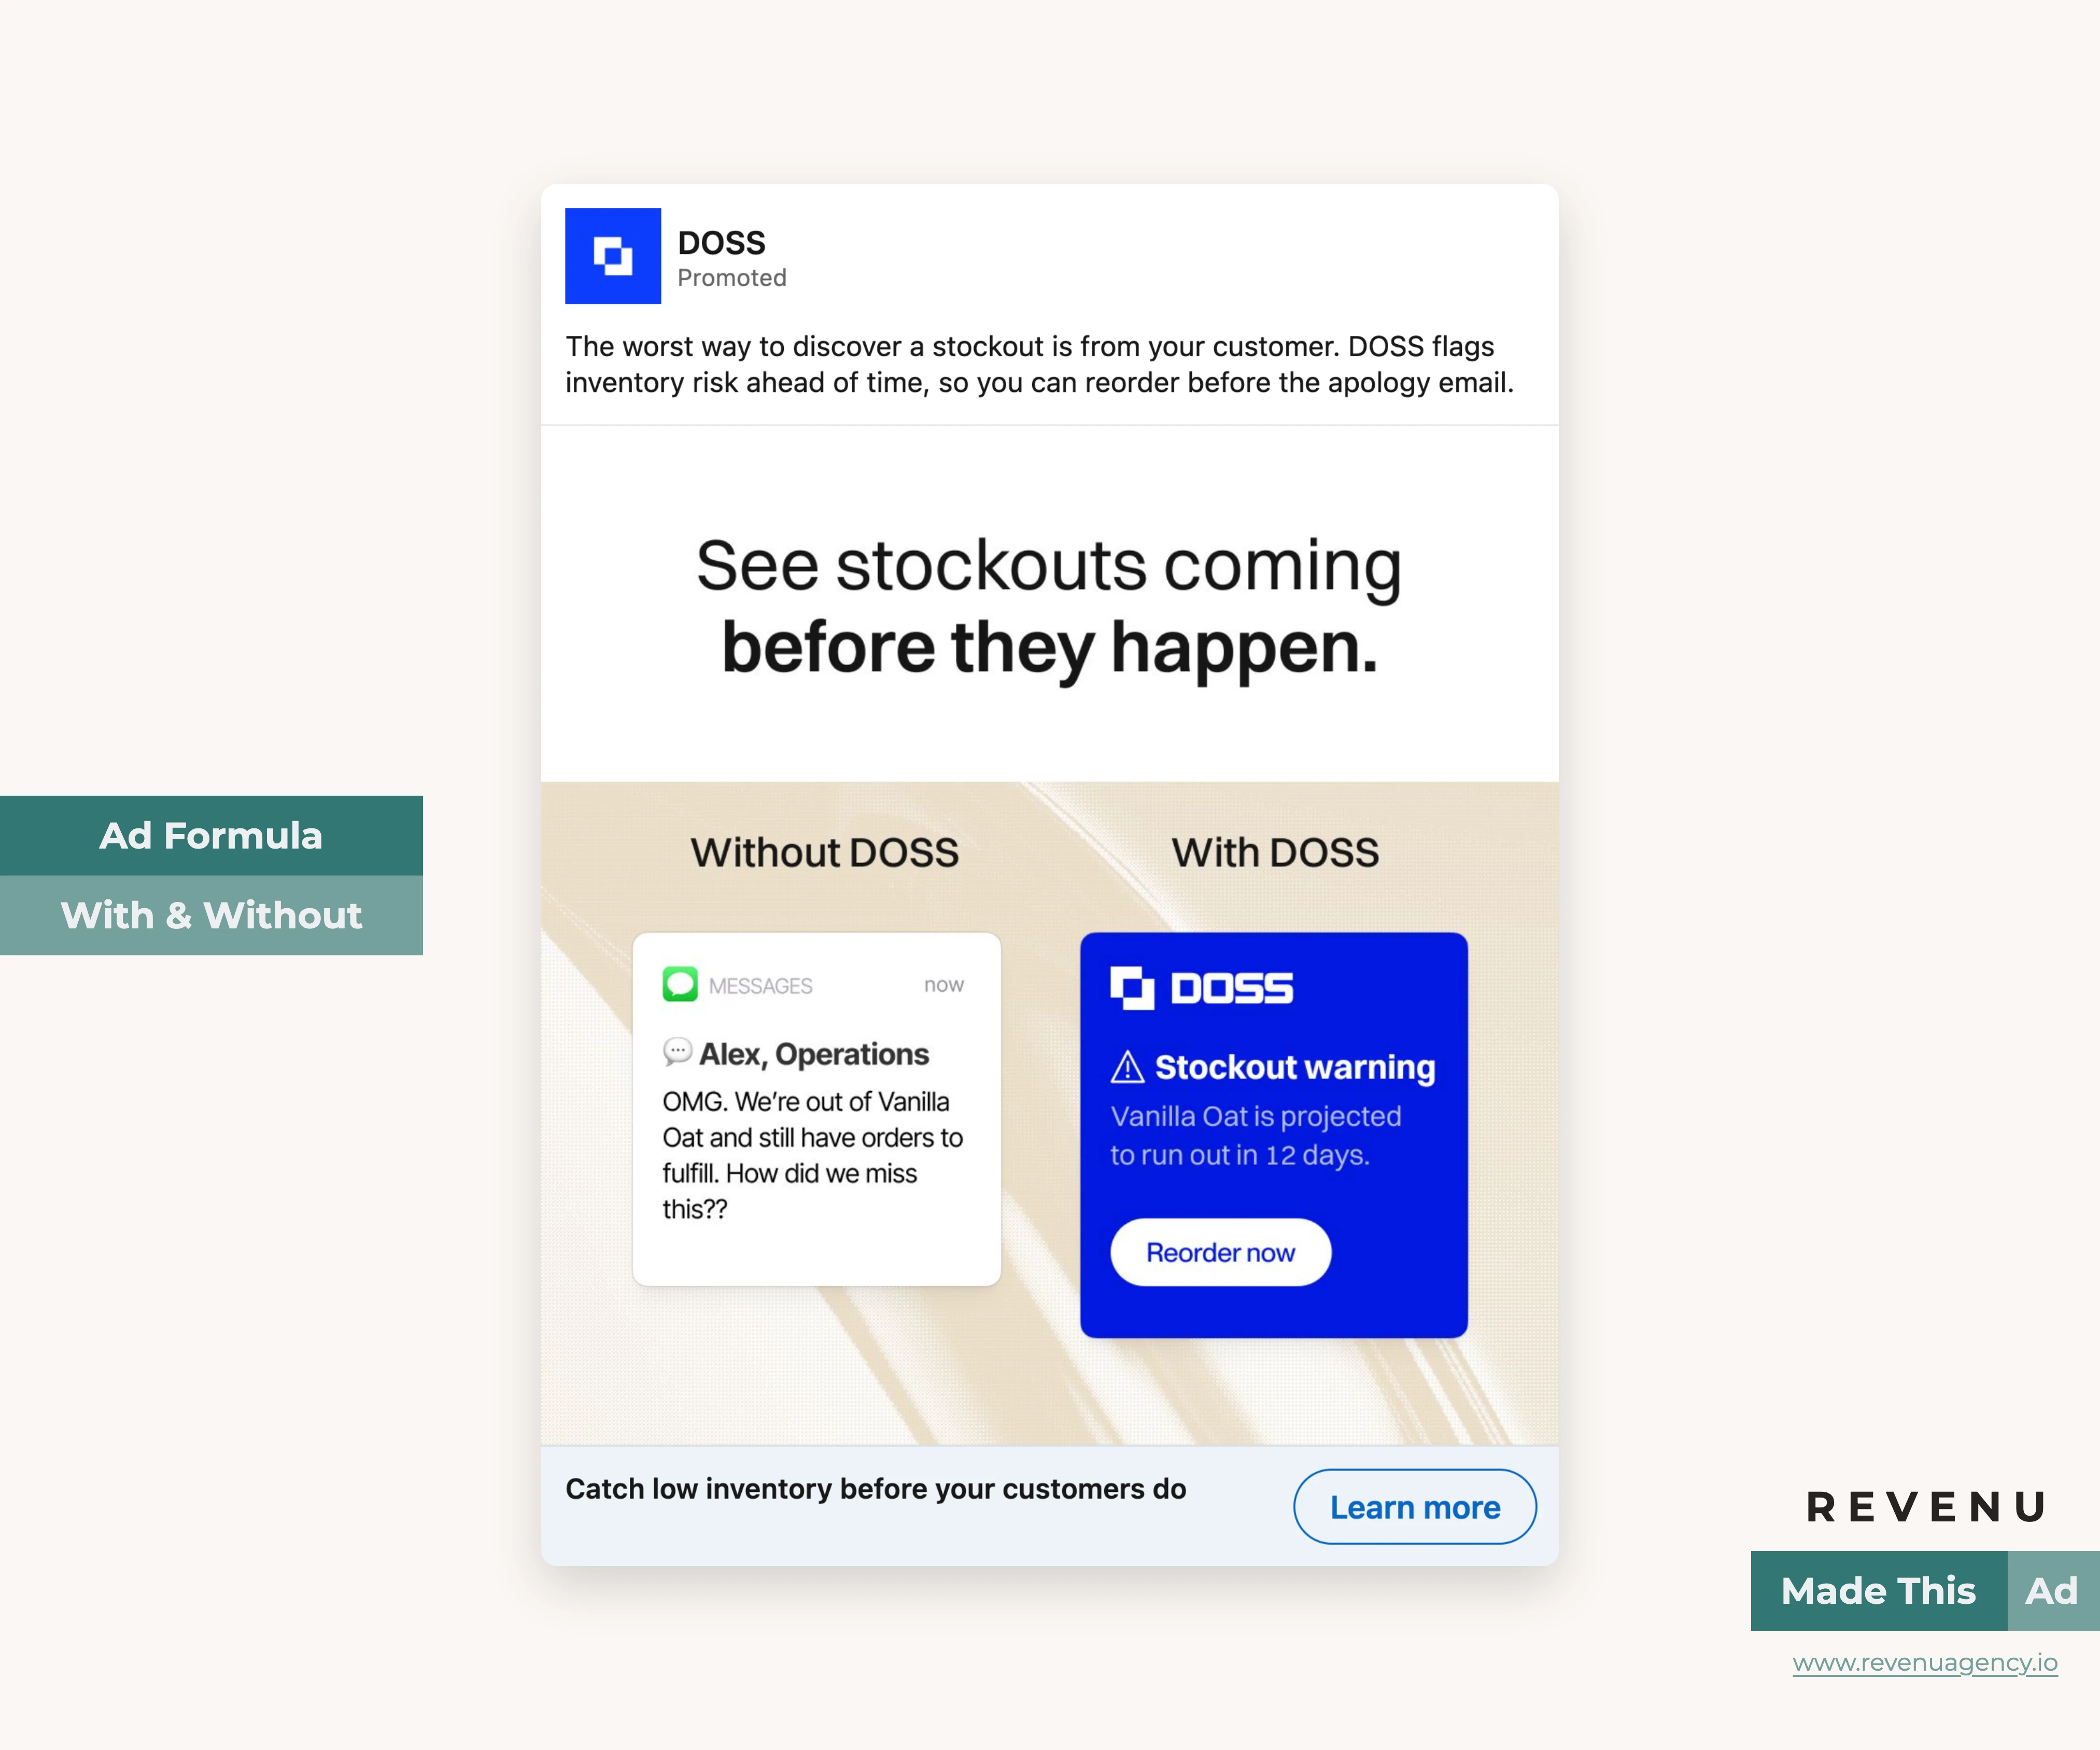 DOSS
Promoted
The worst way to discover a stockout is from your customer. DOSS flags
inventory risk ahead of time, so you can reorder before the apology email.
See stockouts coming
before they happen.
Ad Formula
With & Without
Without DOSS
MESSAGES now
💬 Alex, Operations
OMG. We're out of Vanilla
Oat and still have orders to
fulfill. How did we miss
this??
With DOSS
DOSS
⚠ Stockout warning
Vanilla Oat is projected
to run out in 12 days.
Reorder now
Catch low inventory before your customers do
Learn more
REVENU
Made This Ad
www.revenuagency.io